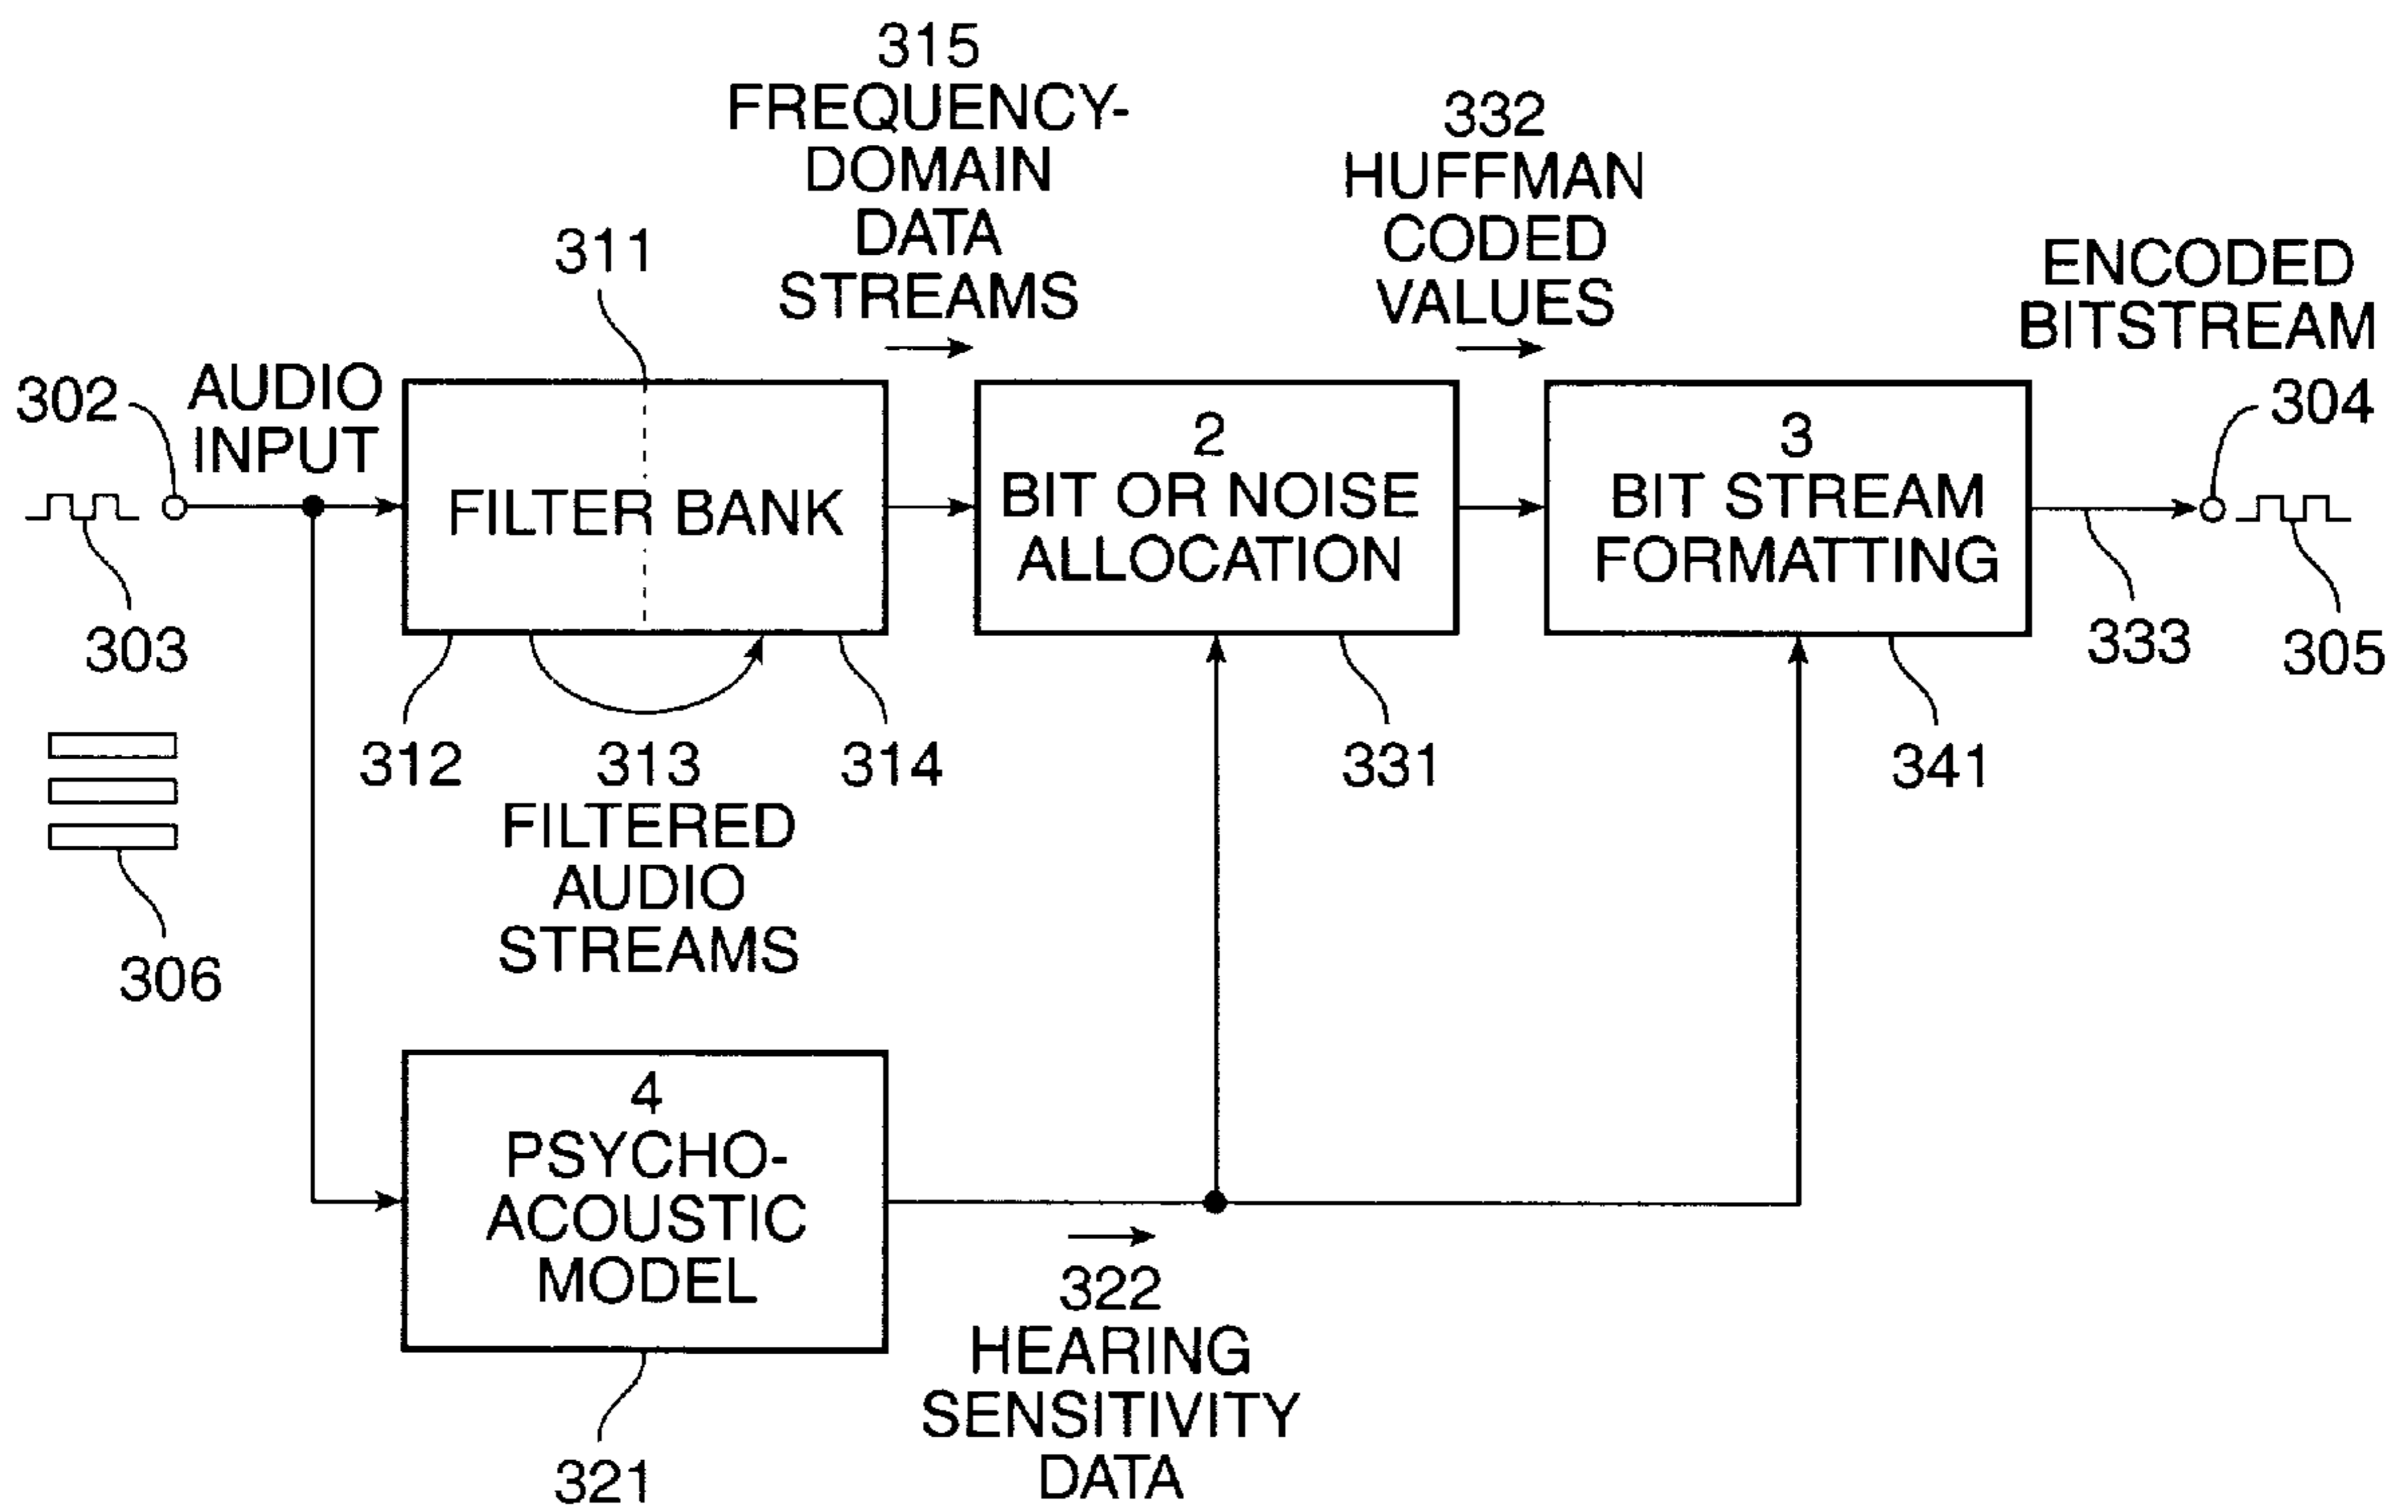 315
FREQUENCY-
DOMAIN
DATA
STREAMS
332
HUFFMAN
CODED
VALUES
ENCODED
BITSTREAM
311
302
AUDIO
INPUT
304
FILTER BANK
2
BIT OR NOISE
ALLOCATION
3
BIT STREAM
FORMATTING
303
333
305
312
313
FILTERED
AUDIO
STREAMS
314
331
341
306
4
PSYCHO-
ACOUSTIC
MODEL
322
HEARING
SENSITIVITY
DATA
321